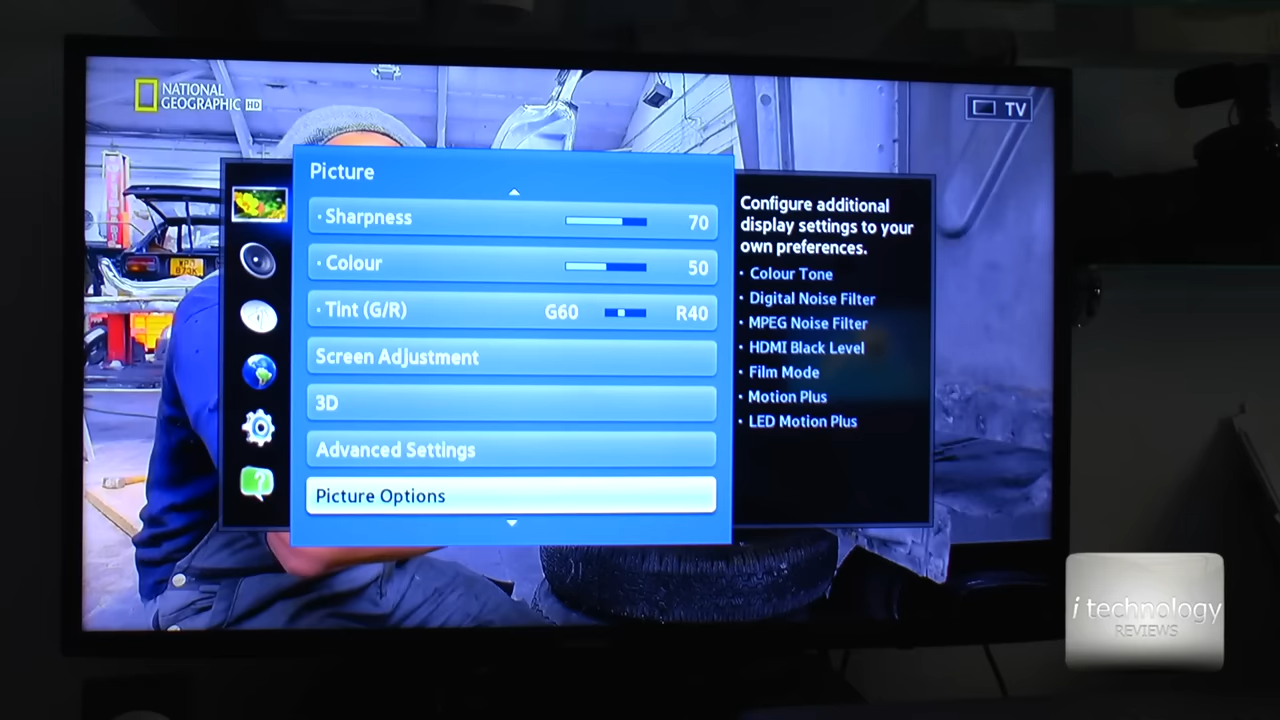 NATIONAL
GEOGRAPHIC HD
TV
Picture
· Sharpness 70
· Colour 50
· Tint (G/R) G60 R40
Screen Adjustment
3D
Advanced Settings
Picture Options
Configure additional
display settings to your
own preferences.
· Colour Tone
· Digital Noise Filter
· MPEG Noise Filter
· HDMI Black Level
· Film Mode
· Motion Plus
· LED Motion Plus
i technology
REVIEWS